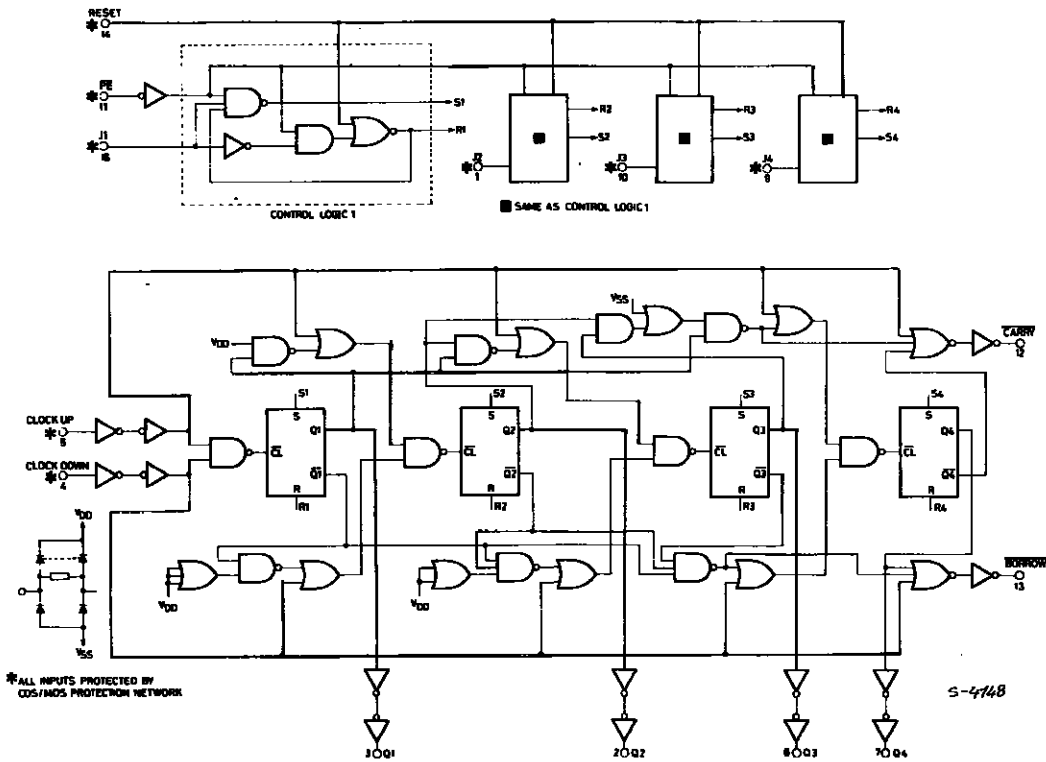 RESET
* 14
PE
* 11
J1
* 15
S1
R1
CONTROL LOGIC 1
R2
S2
J2
* 1
R3
S3
J3
* 10
R4
S4
J4
* 9
■ SAME AS CONTROL LOGIC 1
VDD
VSS
CARRY
12
CLOCK UP
* 5
CLOCK DOWN
* 4
S1
S
Q1
CL
Q1
R
R1
S2
S
Q2
CL
Q2
R
R2
S3
S
Q3
CL
Q3
R
R3
S4
S
Q4
CL
Q4
R
R4
VDD
VSS
VDD
VDD
BORROW
13
* ALL INPUTS PROTECTED BY
COS/MOS PROTECTION NETWORK
S-4748
3 Q1
2 Q2
6 Q3
7 Q4